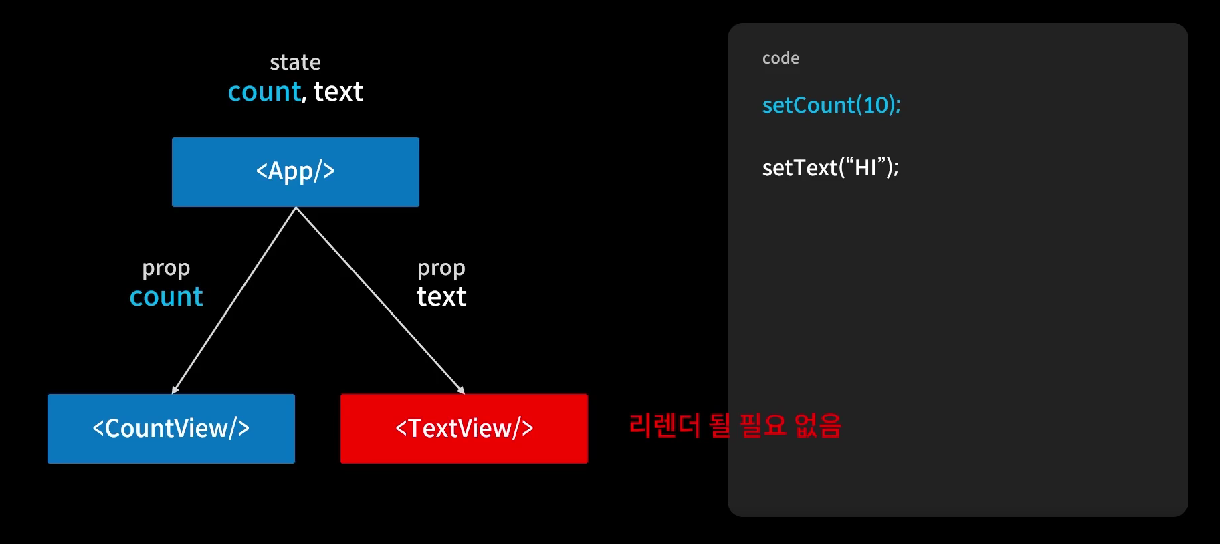 state
count, text
<App/>
prop
count
prop
text
<CountView/>
<TextView/>
리렌더 될 필요 없음
code
setCount(10);
setText(“HI”);